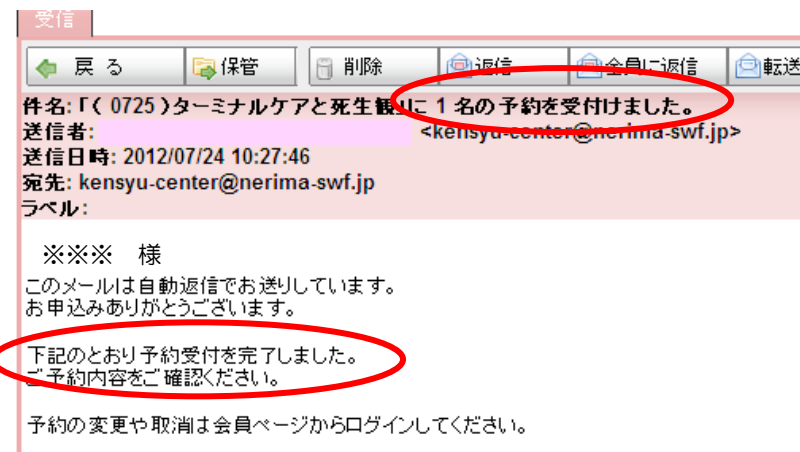 受信
戻る 保管 削除 返信 全員に返信 転送
件名:「( 0725 )ターミナルケアと死生観」に 1 名の予約を受付けました。
送信者: <kensyu-center@nerima-swf.jp>
送信日時: 2012/07/24 10:27:46
宛先: kensyu-center@nerima-swf.jp
ラベル:
※※※ 様
このメールは自動返信でお送りしています。
お申込みありがとうございます。
下記のとおり予約受付を完了しました。
ご予約内容をご確認ください。
予約の変更や取消は会員ページからログインしてください。